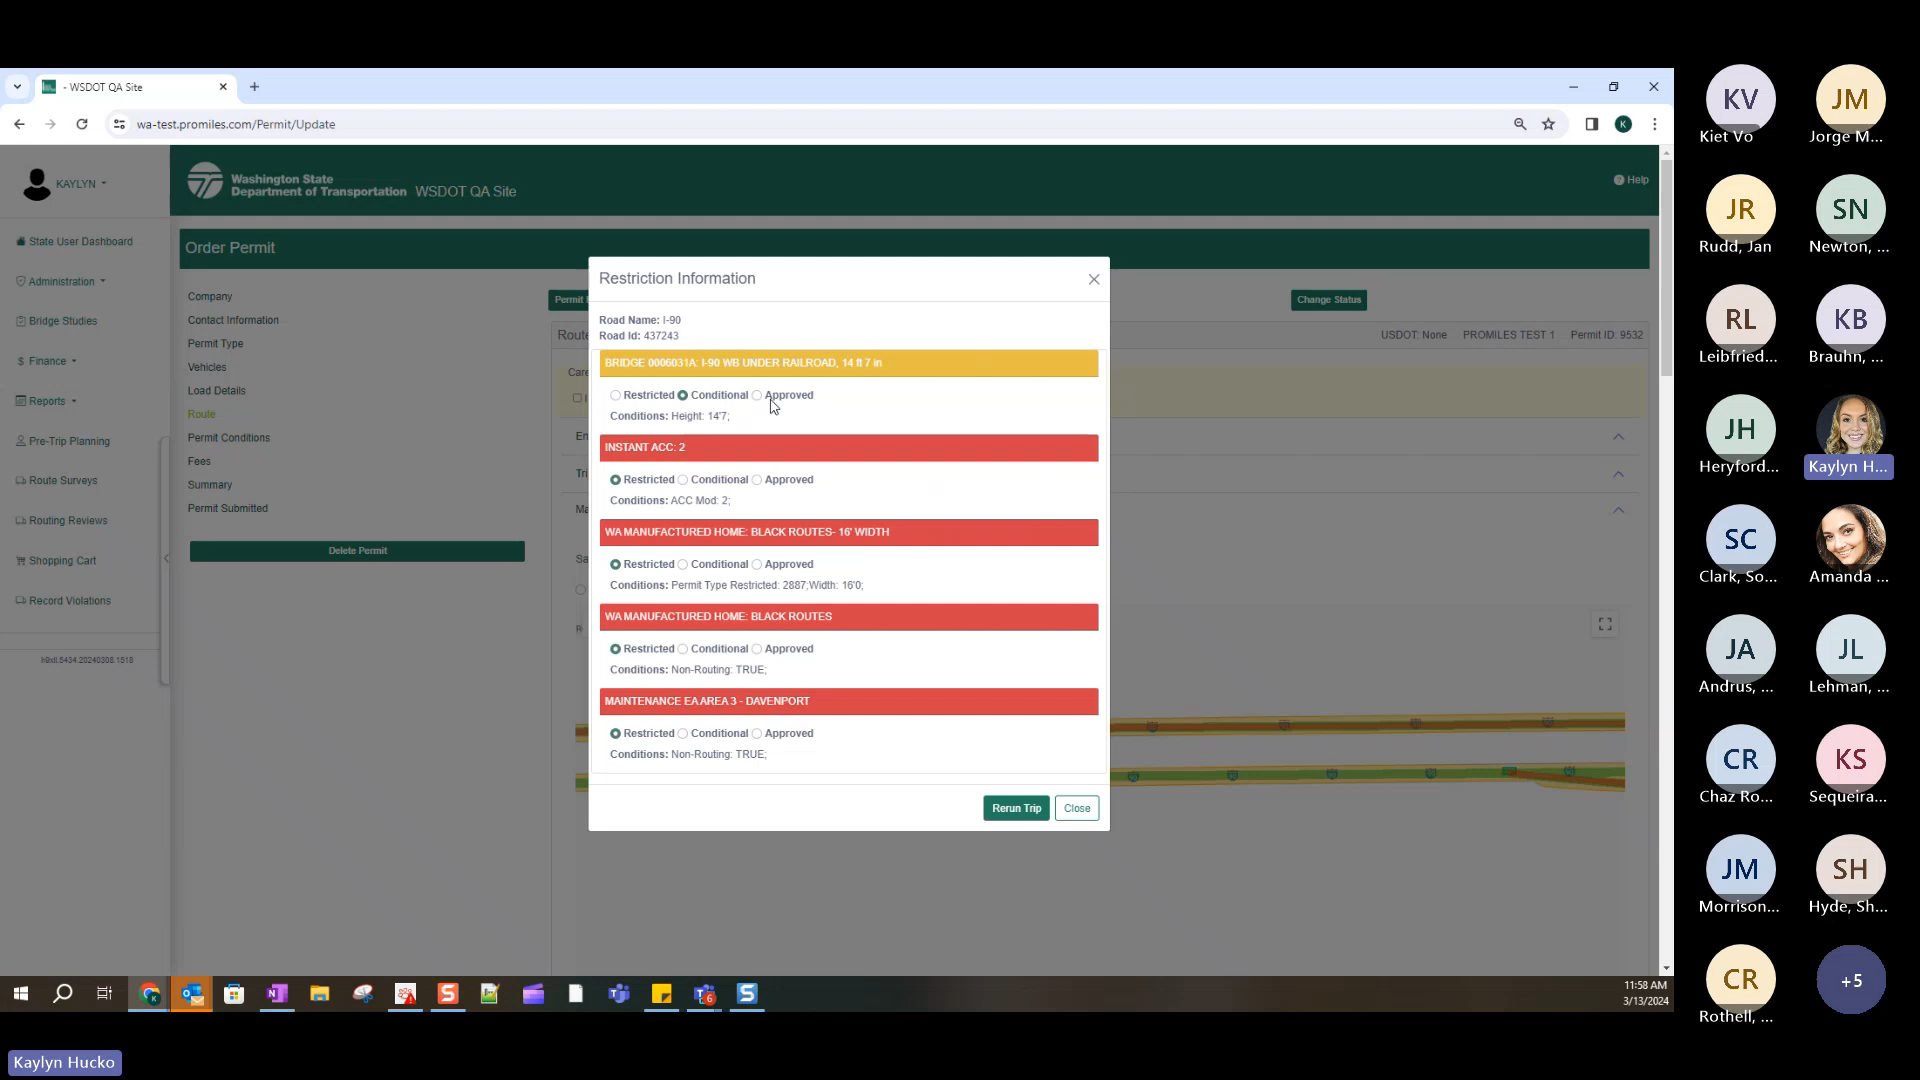 - WSDOT QA Site
wa-test.promiles.com/Permit/Update
K
KAYLYN
Washington State
Department of Transportation
WSDOT QA Site
Help
State User Dashboard
Administration
Bridge Studies
Finance
Reports
Pre-Trip Planning
Route Surveys
Routing Reviews
Shopping Cart
Record Violations
h9xdl.5434.20240308.1518
Order Permit
Company
Contact Information
Permit Type
Vehicles
Load Details
Route
Permit Conditions
Fees
Summary
Permit Submitted
Delete Permit
Permit
Change Status
Route
USDOT: None PROMILES TEST 1 Permit ID: 9532
Restriction Information
Road Name: I-90
Road Id: 437243
BRIDGE 0006031A: I-90 WB UNDER RAILROAD, 14 ft 7 in
Restricted Conditional Approved
Conditions: Height: 14'7;
INSTANT ACC: 2
Restricted Conditional Approved
Conditions: ACC Mod: 2;
WA MANUFACTURED HOME: BLACK ROUTES- 16' WIDTH
Restricted Conditional Approved
Conditions: Permit Type Restricted: 2887;Width: 16'0;
WA MANUFACTURED HOME: BLACK ROUTES
Restricted Conditional Approved
Conditions: Non-Routing: TRUE;
MAINTENANCE EA AREA 3 - DAVENPORT
Restricted Conditional Approved
Conditions: Non-Routing: TRUE;
Rerun Trip
Close
11:58 AM
3/13/2024
Kaylyn Hucko
KV
Kiet Vo
JM
Jorge M...
JR
Rudd, Jan
SN
Newton, ...
RL
Leibfried...
KB
Brauhn, ...
JH
Heryford...
Kaylyn H...
SC
Clark, So...
Amanda ...
JA
Andrus, ...
JL
Lehman, ...
CR
Chaz Ro...
KS
Sequeira...
JM
Morrison...
SH
Hyde, Sh...
CR
Rothell, ...
+5